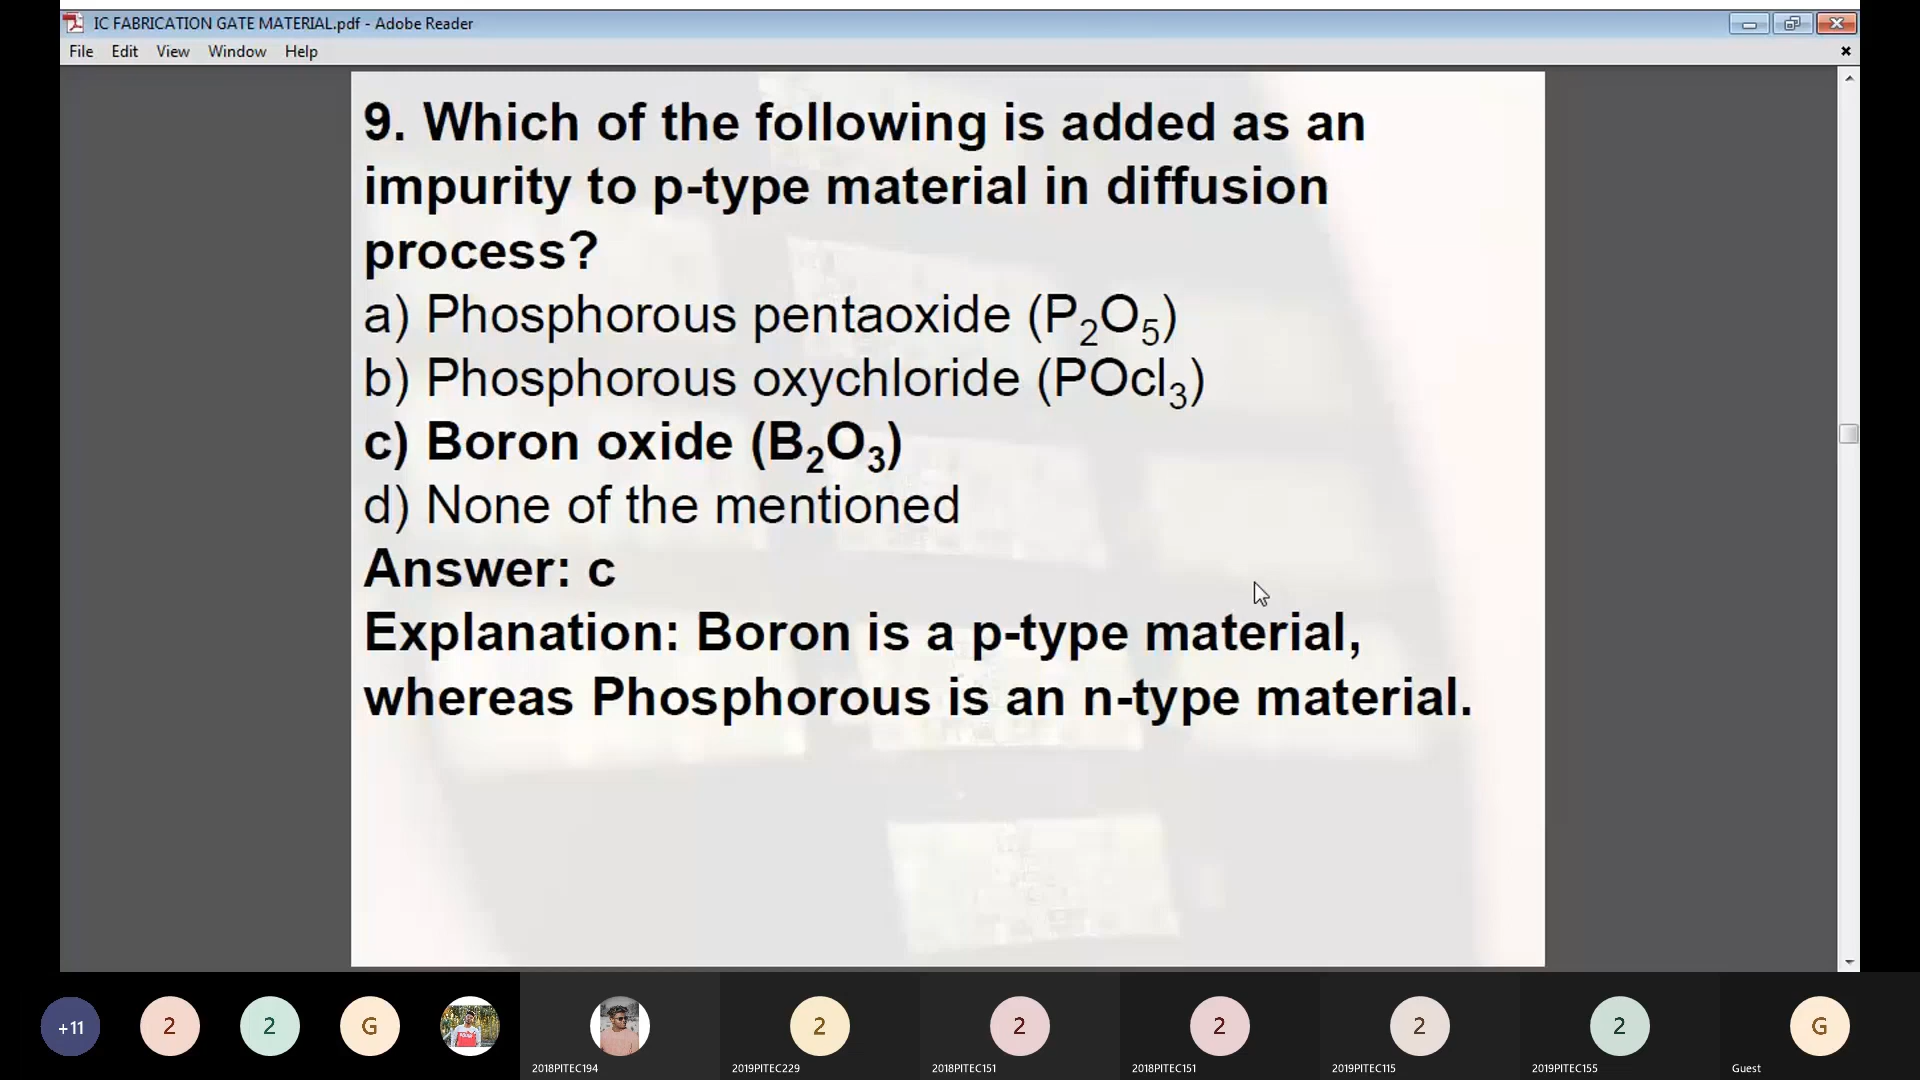 IC FABRICATION GATE MATERIAL.pdf - Adobe Reader
File Edit View Window Help
9. Which of the following is added as an
impurity to p-type material in diffusion
process?
a) Phosphorous pentaoxide (P₂O₅)
b) Phosphorous oxychloride (POcl₃)
c) Boron oxide (B₂O₃)
d) None of the mentioned
Answer: c
Explanation: Boron is a p-type material,
whereas Phosphorous is an n-type material.
+11 2 2 G 2 2 2 2 2 G
2018PITEC194 2019PITEC229 2018PITEC151 2018PITEC151 2019PITEC115 2019PITEC155 Guest